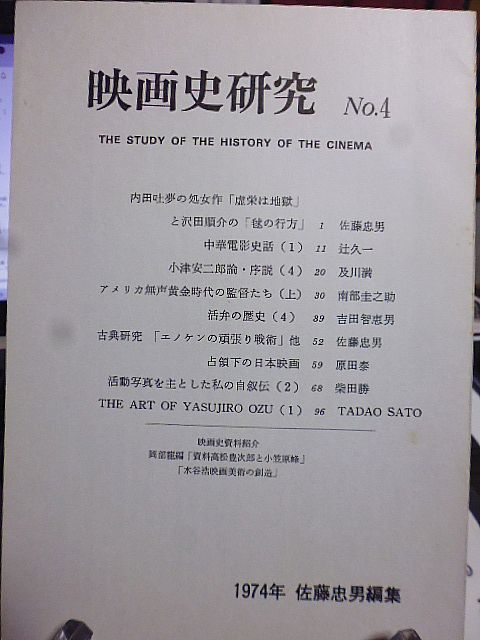 映画史研究 No.4
THE STUDY OF THE HISTORY OF THE CINEMA
内田吐夢の処女作「虚栄は地獄」
と沢田順介の「毬の行方」 1 佐藤忠男
中華電影史話(1) 11 辻久一
小津安二郎論・序説(4) 20 及川満
アメリカ無声黄金時代の監督たち(上) 30 南部圭之助
活弁の歴史(4) 39 吉田智恵男
古典研究 「エノケンの頑張り戦術」他 52 佐藤忠男
占領下の日本映画 59 原田泰
活動写真を主とした私の自叙伝(2) 68 柴田勝
THE ART OF YASUJIRO OZU (1) 96 TADAO SATO
映画史資料紹介
岡部龍編「資料高松豊次郎と小笠原峰」
「水谷浩映画美術の創造」
1974年 佐藤忠男編集